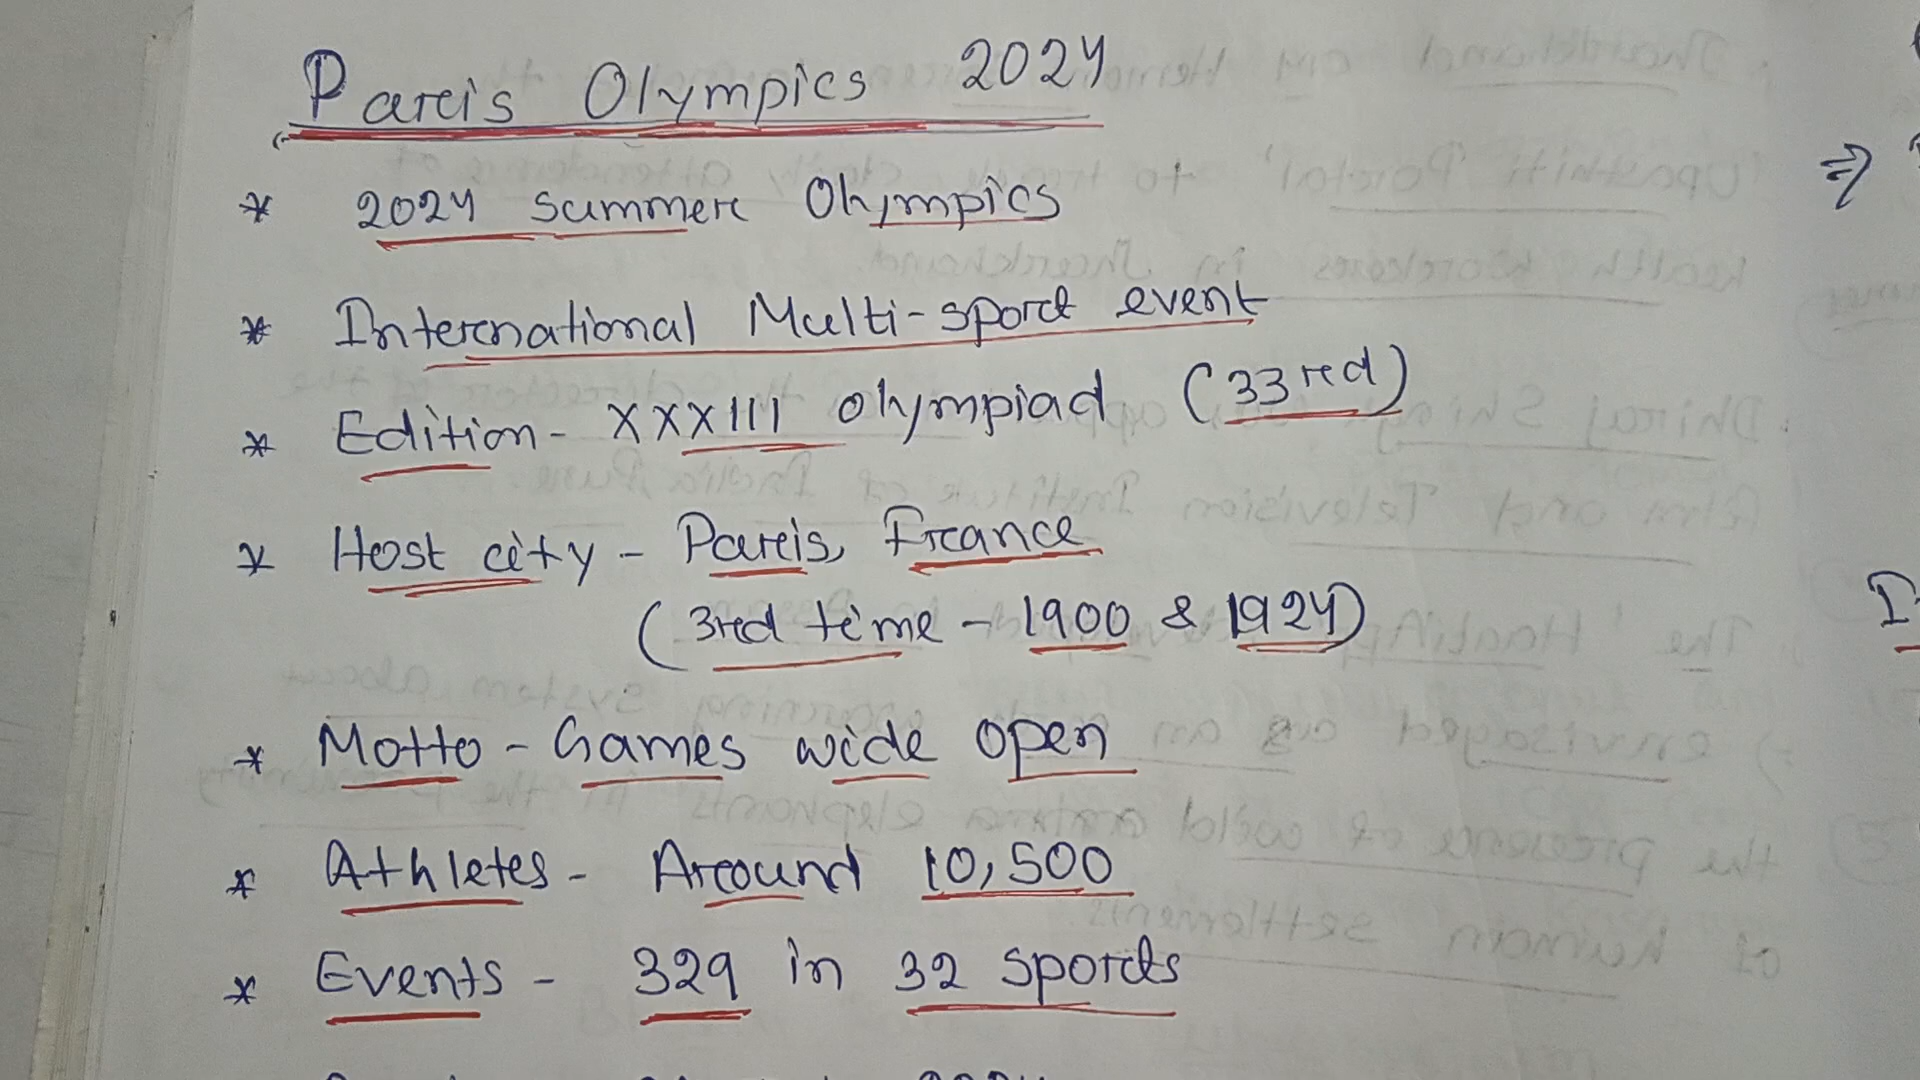 Paris Olympics 2024
* 2024 summer Olympics
* International Multi-sport event
* Edition - XXXIII Olympiad (33rd)
* Host city - Paris, France
(3rd time - 1900 & 1924)
* Motto - Games wide open
* Athletes - Around 10,500
* Events - 329 in 32 sports